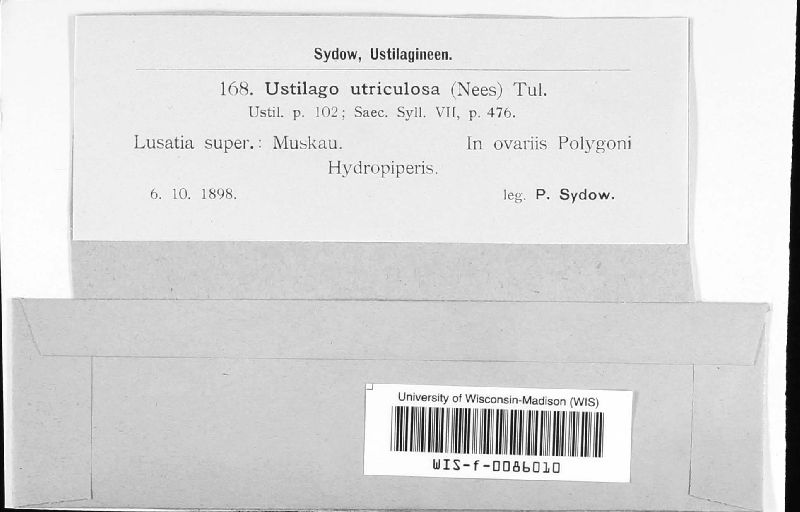 Sydow, Ustilagineen.
168. Ustilago utriculosa (Nees) Tul.
Ustil. p. 102; Saec. Syll. VII, p. 476.
Lusatia super.: Muskau. In ovariis Polygoni
Hydropiperis.
6. 10. 1898. leg. P. Sydow.
University of Wisconsin-Madison (WIS)
WIS-f-0086010